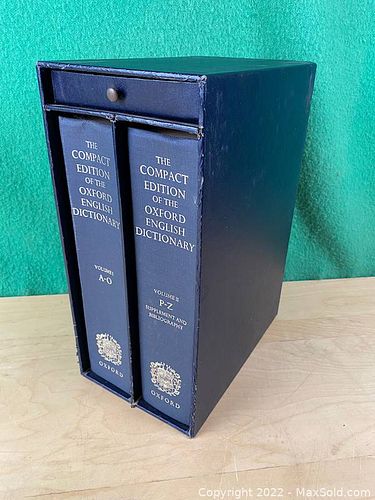 THE
COMPACT
EDITION
OF THE
OXFORD
ENGLISH
DICTIONARY
VOLUME I
A-O
OXFORD
THE
COMPACT
EDITION
OF THE
OXFORD
ENGLISH
DICTIONARY
VOLUME II
P-Z
SUPPLEMENT AND
BIBLIOGRAPHY
OXFORD
Copyright © 2022 - MaxSold.com